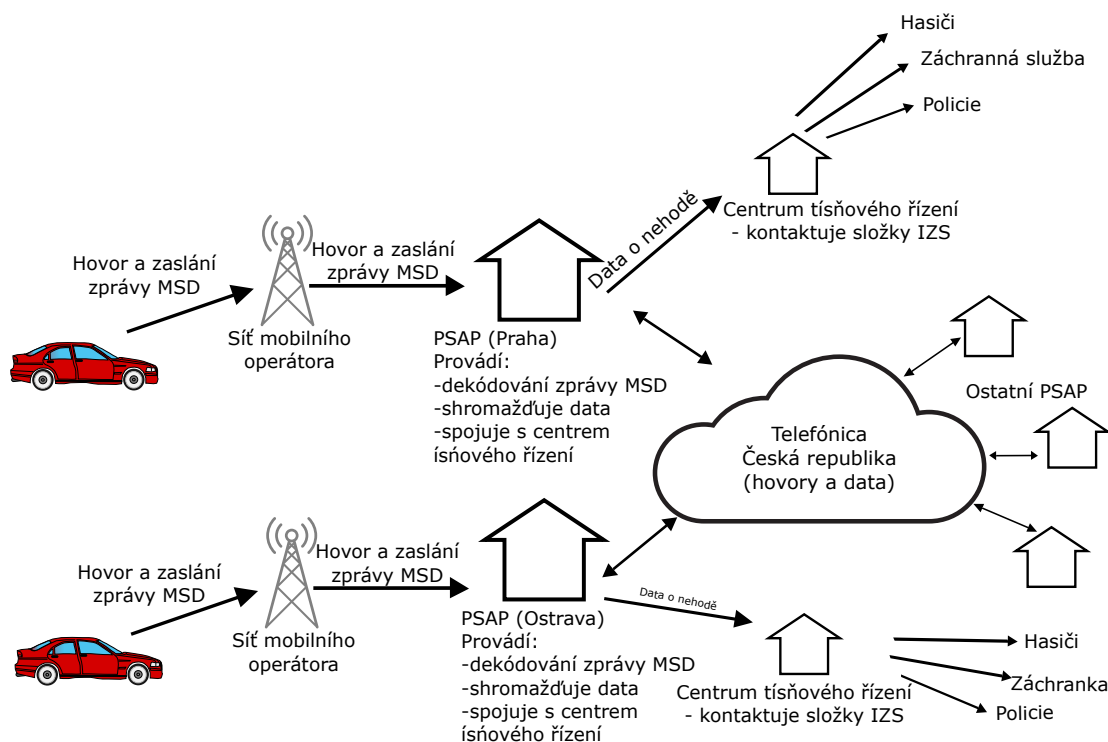 Hasiči
Záchranná služba
Policie
Data o nehodě
Centrum tísňového řízení
- kontaktuje složky IZS
Hovor a zaslání
zprávy MSD
Hovor a zaslání
zprávy MSD
Síť mobilního
operátora
PSAP (Praha)
Provádí:
-dekódování zprávy MSD
-shromažďuje data
-spojuje s centrem
ísňového řízení
Ostatní PSAP
Telefónica
Česká republika
(hovory a data)
Hovor a zaslání
zprávy MSD
Hovor a zaslání
zprávy MSD
Síť mobilního
operátora
PSAP (Ostrava)
Provádí:
-dekódování zprávy MSD
-shromažďuje data
-spojuje s centrem
ísňového řízení
Data o nehodě
Centrum tísňového řízení
- kontaktuje složky IZS
Hasiči
Záchranka
Policie